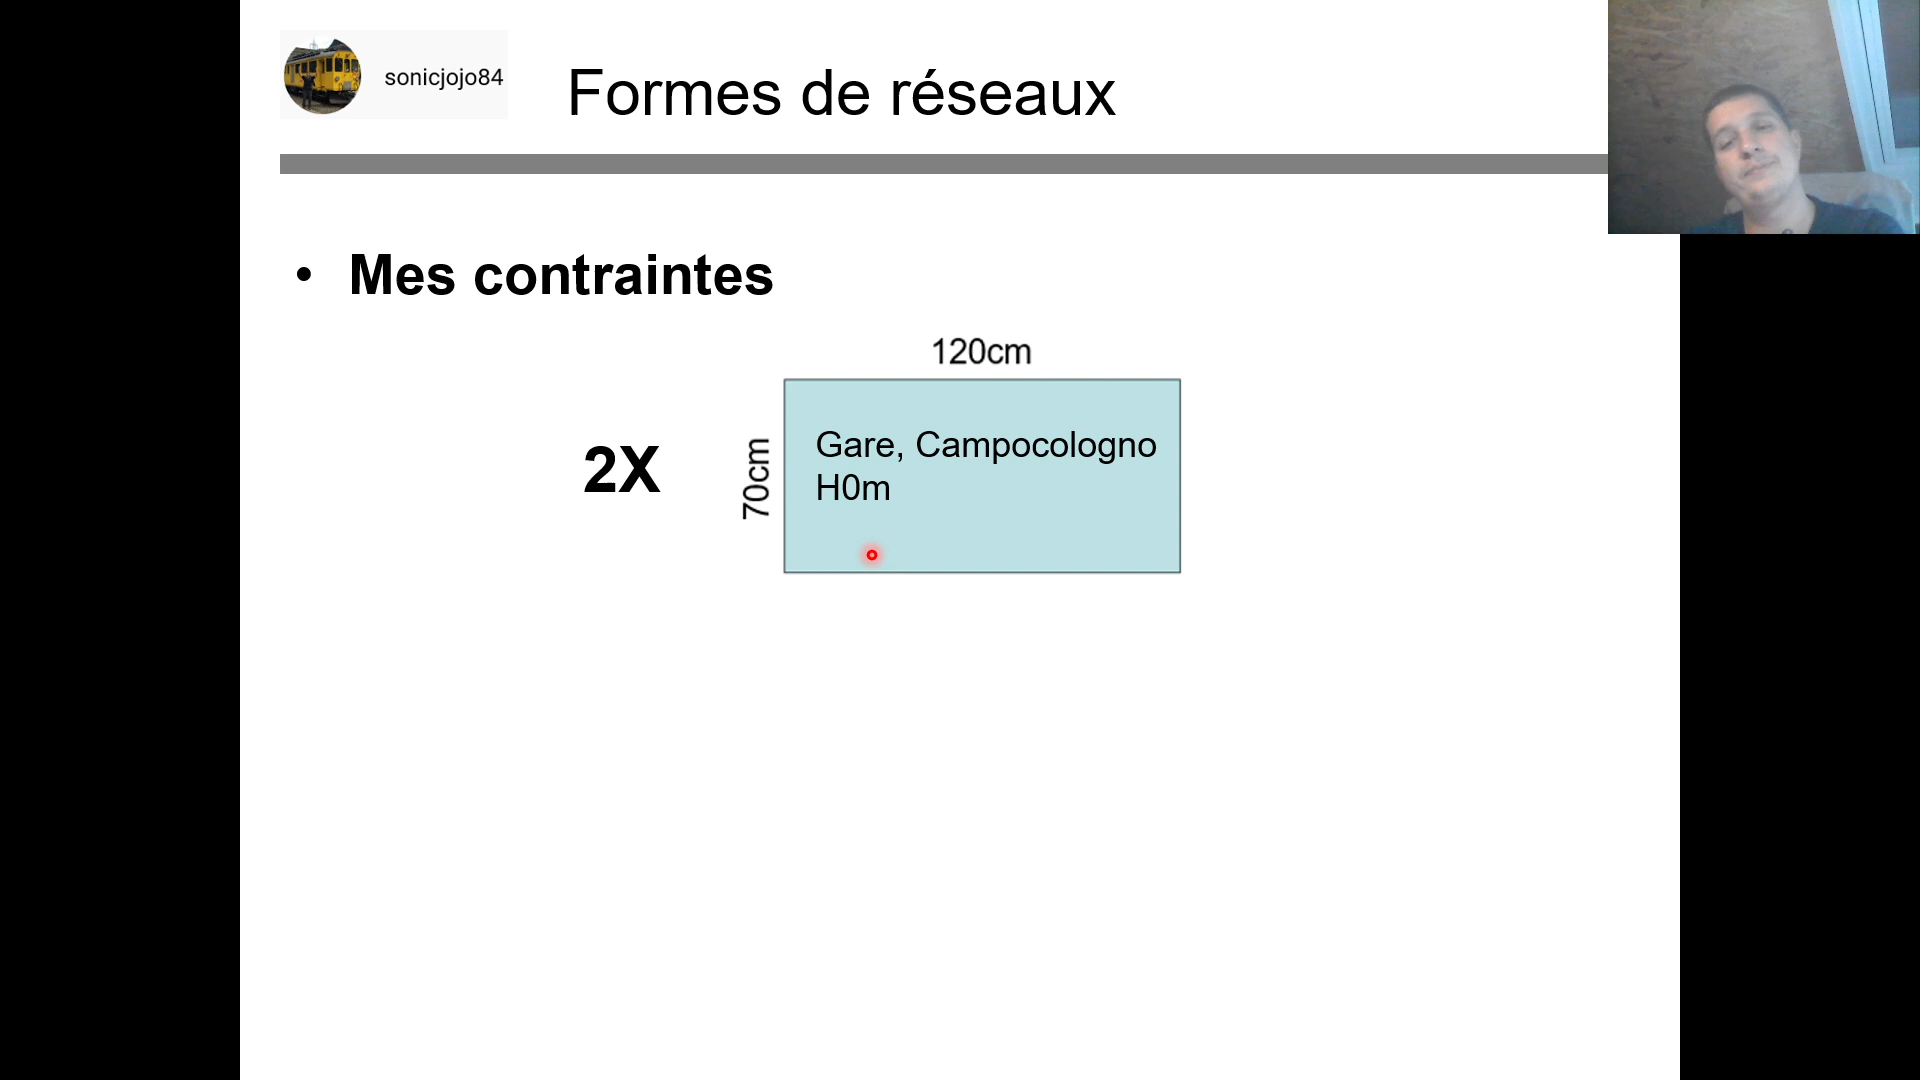 sonicjojo84
Formes de réseaux
• Mes contraintes
120cm
2X
70cm
Gare, Campocologno
H0m